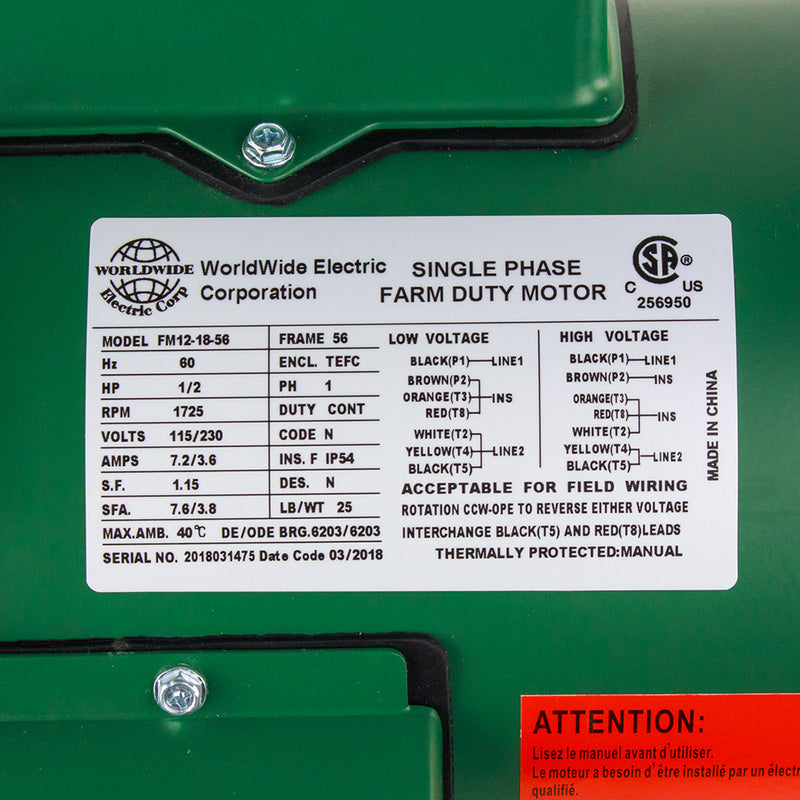 WORLDWIDE
Electric Corp
WorldWide Electric
Corporation
SINGLE PHASE
FARM DUTY MOTOR
SA ®
C US
256950
MODEL FM12-18-56 FRAME 56
Hz 60 ENCL. TEFC
HP 1/2 PH 1
RPM 1725 DUTY CONT
VOLTS 115/230 CODE N
AMPS 7.2/3.6 INS. F IP54
S.F. 1.15 DES. N
SFA. 7.6/3.8 LB/WT 25
MAX.AMB. 40℃ DE/ODE BRG.6203/6203
SERIAL NO. 2018031475 Date Code 03/2018
LOW VOLTAGE
BLACK(P1) LINE1
BROWN(P2)
ORANGE(T3) INS
RED(T8)
WHITE(T2)
YELLOW(T4) LINE2
BLACK(T5)
HIGH VOLTAGE
BLACK(P1) LINE1
BROWN(P2) INS
ORANGE(T3)
RED(T8) INS
WHITE(T2)
YELLOW(T4) LINE2
BLACK(T5)
ACCEPTABLE FOR FIELD WIRING
ROTATION CCW-OPE TO REVERSE EITHER VOLTAGE
INTERCHANGE BLACK(T5) AND RED(T8)LEADS
THERMALLY PROTECTED:MANUAL
MADE IN CHINA
ATTENTION:
Lisez le manuel avant d'utiliser.
Le moteur a besoin d'être installé par un électr
qualifié.